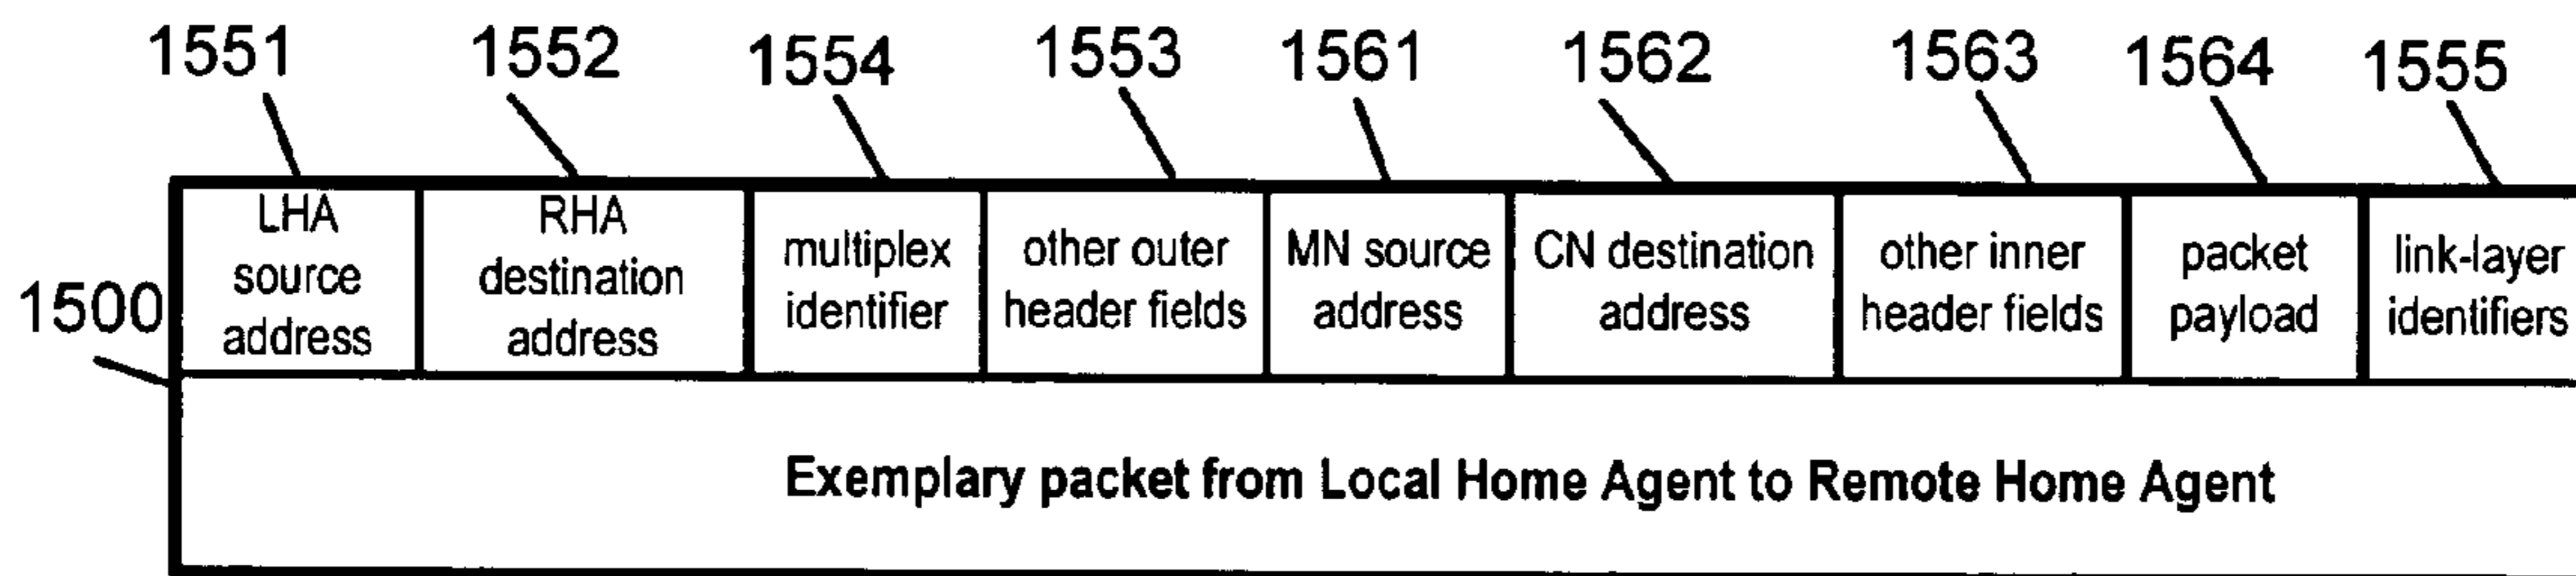 1551 1552 1554 1553 1561 1562 1563 1564 1555
1500
LHA
source
address
RHA
destination
address
multiplex
identifier
other outer
header fields
MN source
address
CN destination
address
other inner
header fields
packet
payload
link-layer
identifiers
Exemplary packet from Local Home Agent to Remote Home Agent